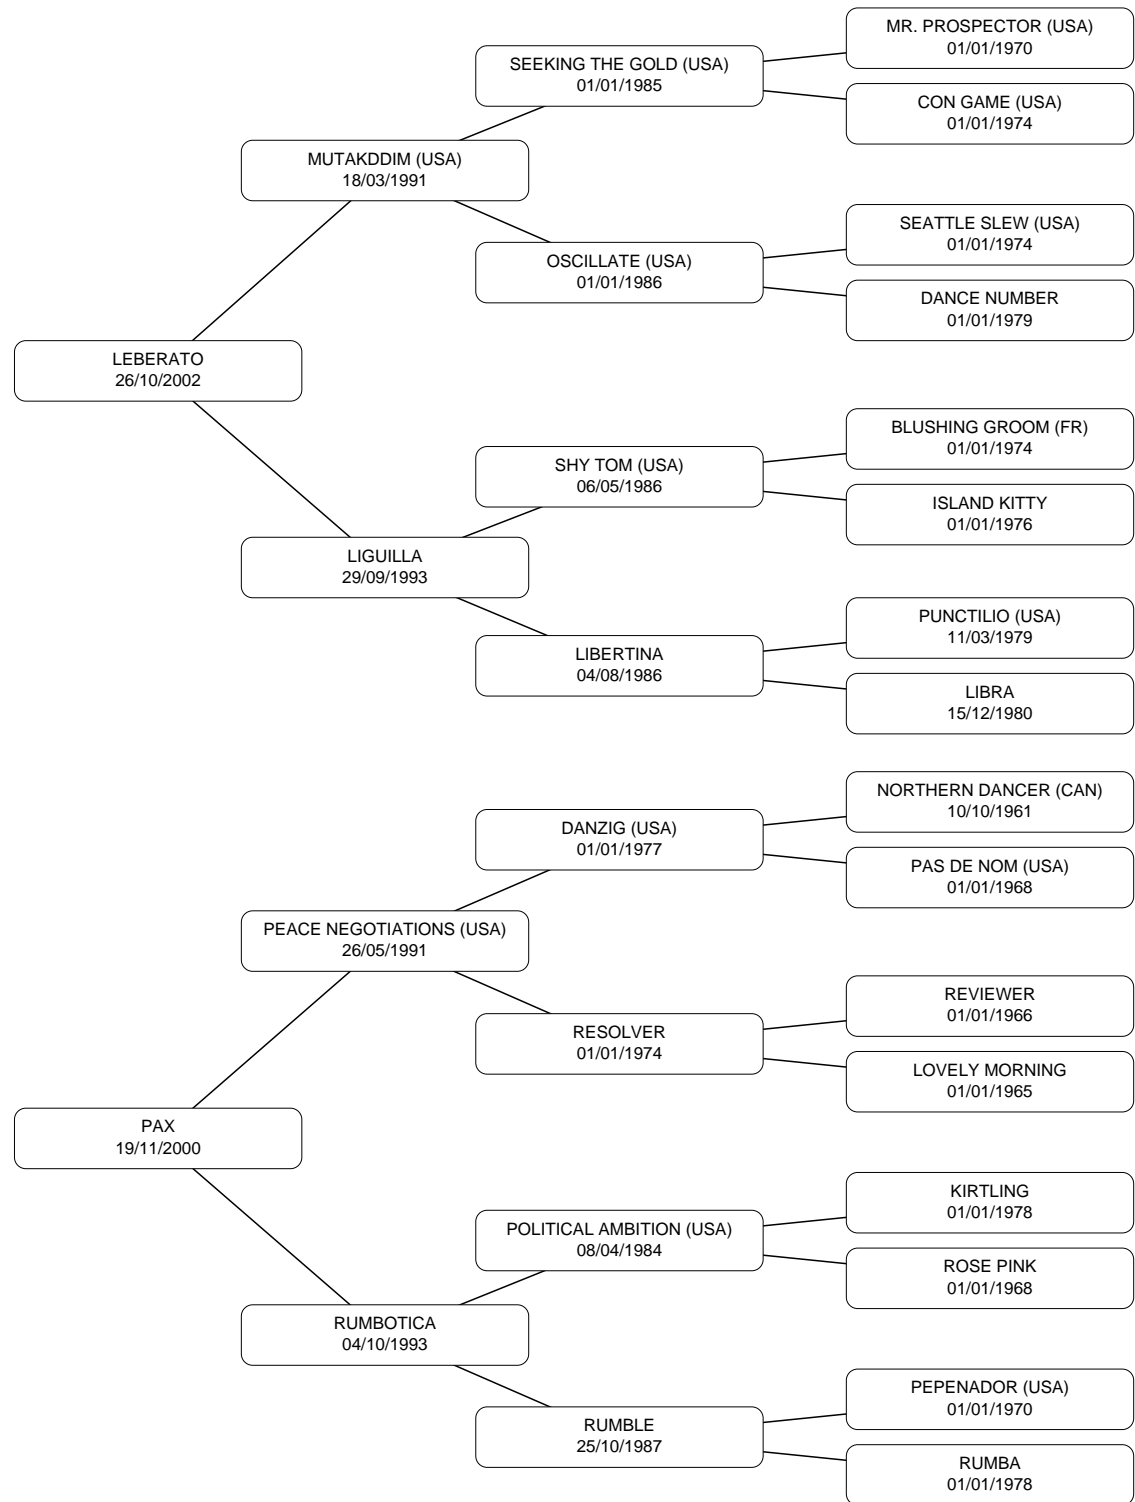 MR. PROSPECTOR (USA)
01/01/1970
SEEKING THE GOLD (USA)
01/01/1985
CON GAME (USA)
01/01/1974
MUTAKDDIM (USA)
18/03/1991
SEATTLE SLEW (USA)
01/01/1974
OSCILLATE (USA)
01/01/1986
DANCE NUMBER
01/01/1979
LEBERATO
26/10/2002
BLUSHING GROOM (FR)
01/01/1974
SHY TOM (USA)
06/05/1986
ISLAND KITTY
01/01/1976
LIGUILLA
29/09/1993
PUNCTILIO (USA)
11/03/1979
LIBERTINA
04/08/1986
LIBRA
15/12/1980
NORTHERN DANCER (CAN)
10/10/1961
DANZIG (USA)
01/01/1977
PAS DE NOM (USA)
01/01/1968
PEACE NEGOTIATIONS (USA)
26/05/1991
REVIEWER
01/01/1966
RESOLVER
01/01/1974
LOVELY MORNING
01/01/1965
PAX
19/11/2000
KIRTLING
01/01/1978
POLITICAL AMBITION (USA)
08/04/1984
ROSE PINK
01/01/1968
RUMBOTICA
04/10/1993
PEPENADOR (USA)
01/01/1970
RUMBLE
25/10/1987
RUMBA
01/01/1978